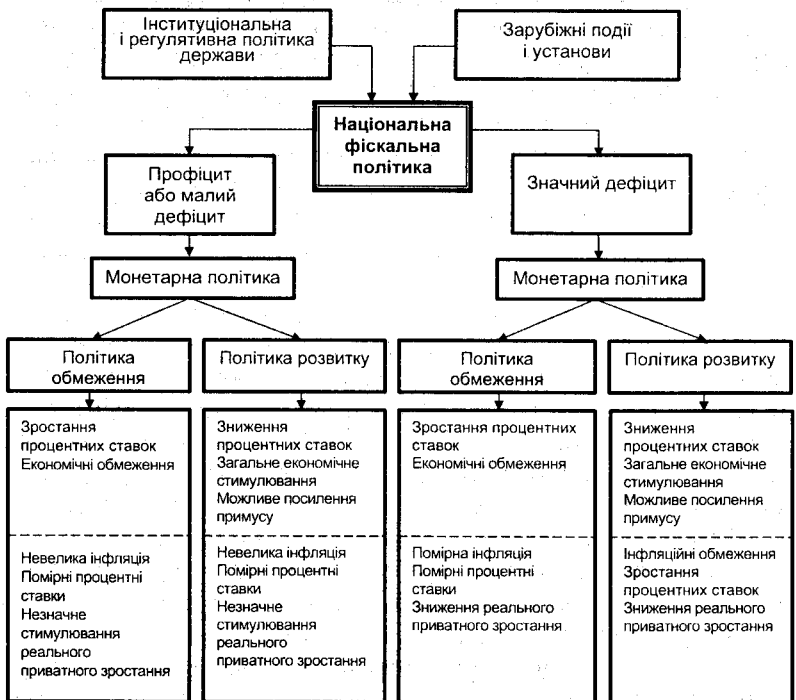 Інституціональна
і регулятивна політика
держави
Зарубіжні події
і установи
Національна
фіскальна
політика
Профіцит
або малий
дефіцит
Значний дефіцит
Монетарна політика
Монетарна політика
Політика
обмеження
Політика розвитку
Політика
обмеження
Політика розвитку
Зростання
процентних ставок
Економічні обмеження
Невелика інфляція
Помірні процентні
ставки
Незначне
стимулювання
реального
приватного зростання
Зниження
процентних ставок
Загальне економічне
стимулювання
Можливе посилення
примусу
Невелика інфляція
Помірні процентні
ставки
Незначне
стимулювання
реального
приватного зростання
Зростання процентних
ставок
Економічні обмеження
Помірна інфляція
Помірні процентні
ставки
Зниження реального
приватного зростання
Зниження
процентних ставок
Загальне економічне
стимулювання
Можливе посилення
примусу
Інфляційні обмеження
Зростання
процентних ставок
Зниження реального
приватного зростання